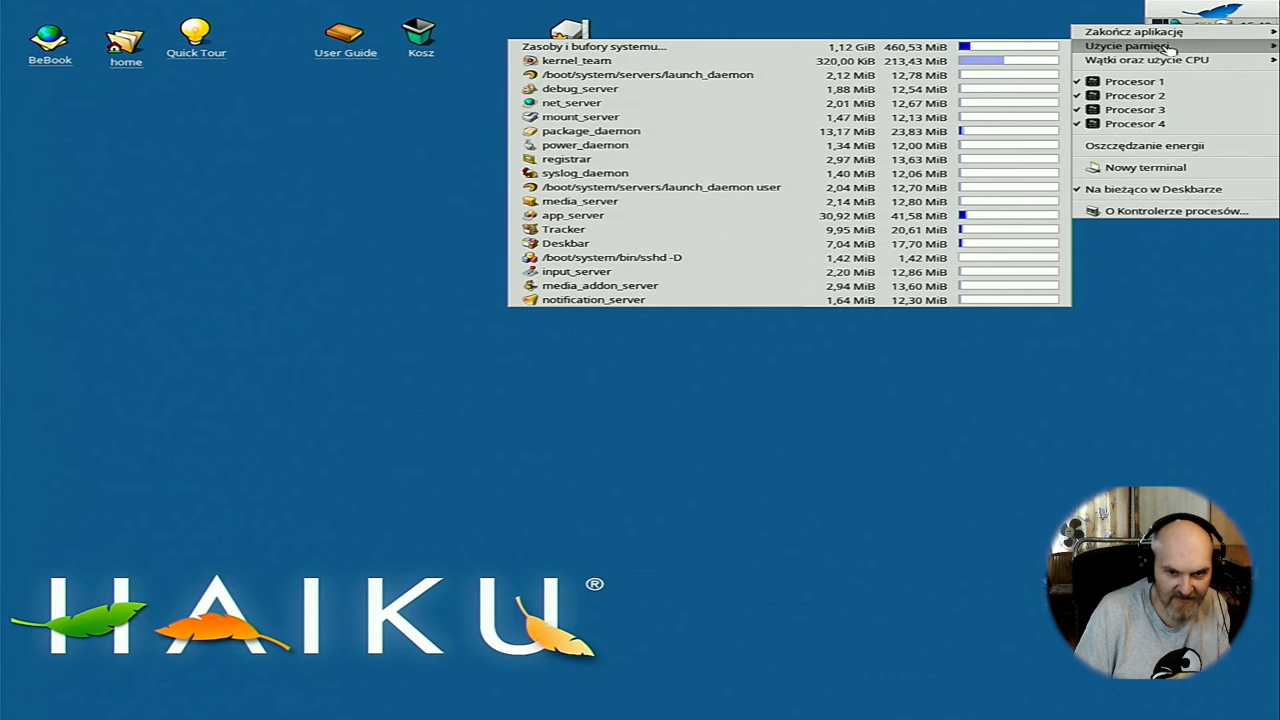 BeBook
home
Quick Tour
User Guide
Kosz
Zasoby i bufory systemu... 1,12 GiB 460,53 MiB
kernel_team 320,00 KiB 213,43 MiB
/boot/system/servers/launch_daemon 2,12 MiB 12,78 MiB
debug_server 1,88 MiB 12,54 MiB
net_server 2,01 MiB 12,67 MiB
mount_server 1,47 MiB 12,13 MiB
package_daemon 13,17 MiB 23,83 MiB
power_daemon 1,34 MiB 12,00 MiB
registrar 2,97 MiB 13,63 MiB
syslog_daemon 1,40 MiB 12,06 MiB
/boot/system/servers/launch_daemon user 2,04 MiB 12,70 MiB
media_server 2,14 MiB 12,80 MiB
app_server 30,92 MiB 41,58 MiB
Tracker 9,95 MiB 20,61 MiB
Deskbar 7,04 MiB 17,70 MiB
/boot/system/bin/sshd -D 1,42 MiB 1,42 MiB
input_server 2,20 MiB 12,86 MiB
media_addon_server 2,94 MiB 13,60 MiB
notification_server 1,64 MiB 12,30 MiB
Zakończ aplikację
Użycie pamięci
Wątki oraz użycie CPU
Procesor 1
Procesor 2
Procesor 3
Procesor 4
Oszczędzanie energii
Nowy terminal
Na bieżąco w Deskbarze
O Kontrolerze procesów...
HAIKU®